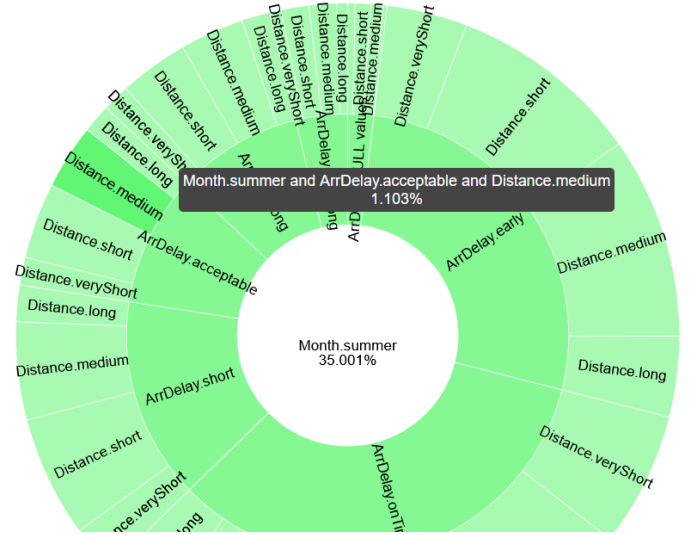 Distance.short
Distance.medium
Distance.long
Distance.medium
Distance.short
Distance.veryShort
Distance.long
Distance.medium
Distance.short
Distance.veryShort
Distance.long
Distance.medium
Distance.short
Distance.veryShort
Distance.short
Distance.medium
Distance.long
Distance.veryShort
Month.summer and ArrDelay.acceptable and Distance.medium
1.103%
ArrDelay.early
ArrDelay.acceptable
Distance.short
Distance.veryShort
Distance.long
Distance.medium
Distance.short
ArrDelay.short
Month.summer
35.001%
ArrDelay.onTi